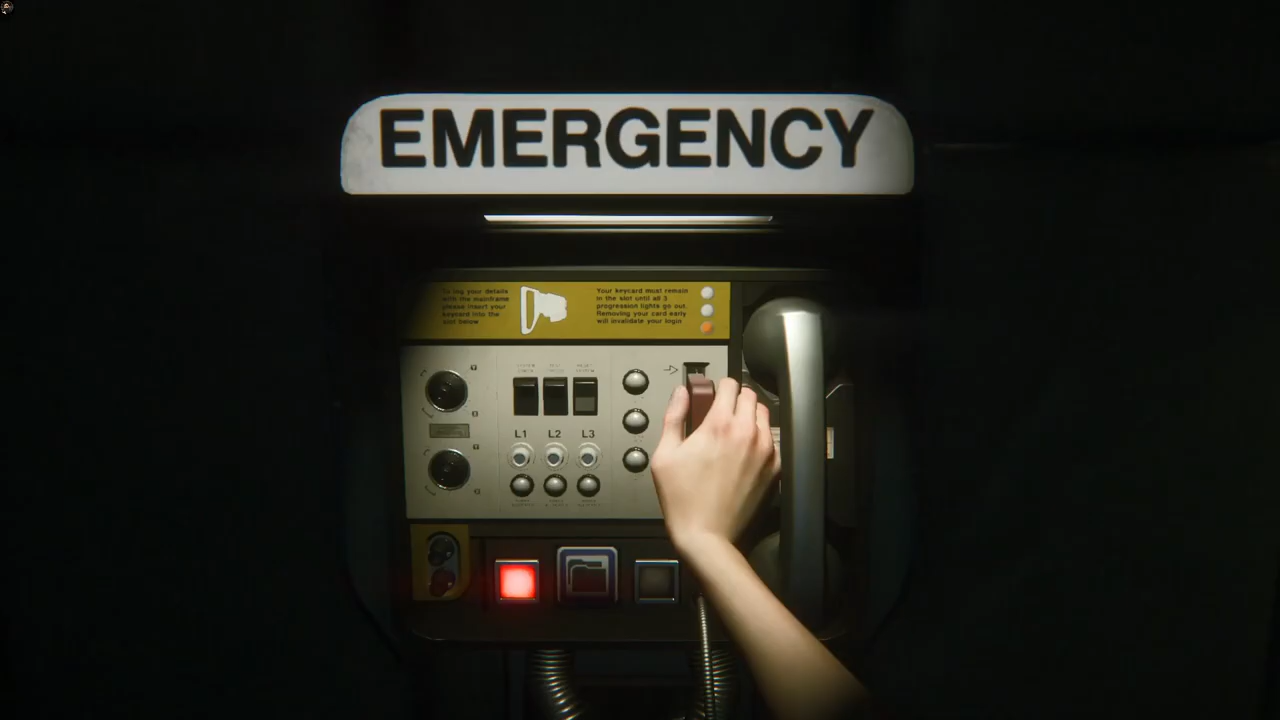 EMERGENCY
To log your details
with the mainframe
please insert your
keycard into the
slot below
Your keycard must remain
in the slot until all 3
progression lights go out.
Removing your card early
will invalidate your login
L1 L2 L3